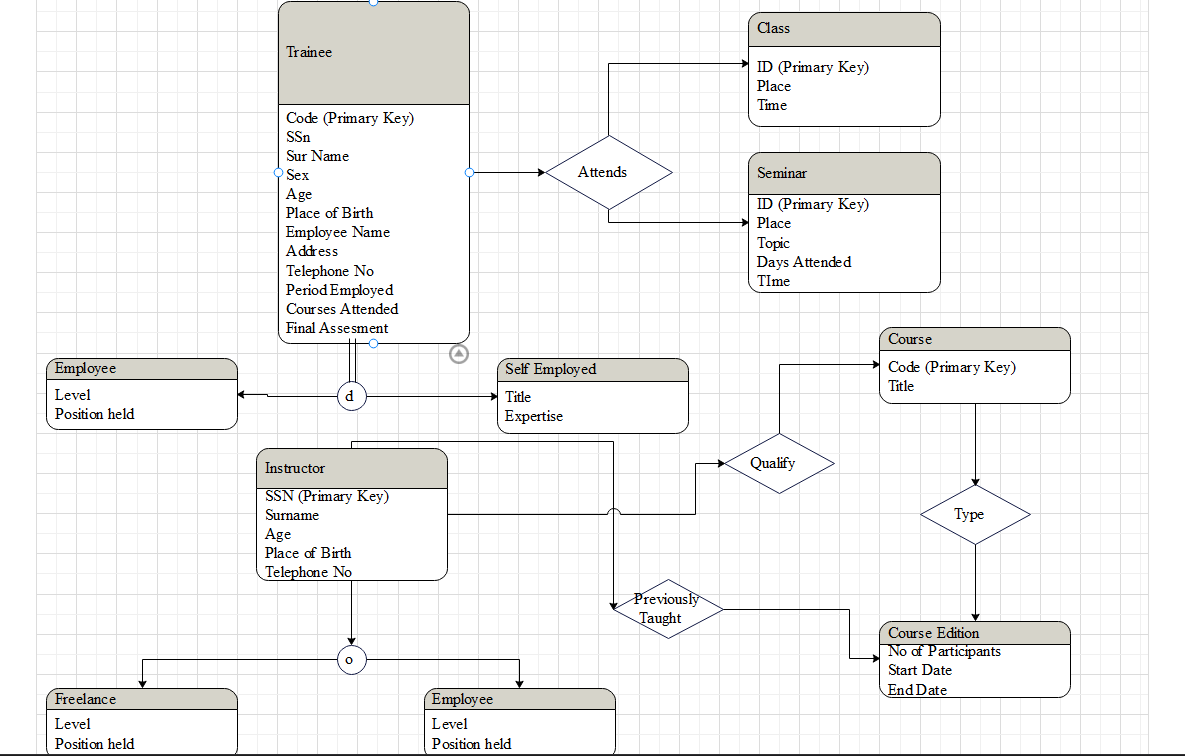 Trainee
Code (Primary Key)
SSn
Sur Name
Sex
Age
Place of Birth
Employee Name
Address
Telephone No
Period Employed
Courses Attended
Final Assesment
Attends
Class
ID (Primary Key)
Place
Time
Seminar
ID (Primary Key)
Place
Topic
Days Attended
TIme
Employee
Level
Position held
d
Self Employed
Title
Expertise
Course
Code (Primary Key)
Title
Instructor
SSN (Primary Key)
Surname
Age
Place of Birth
Telephone No
Qualify
Type
Previously
Taught
Course Edition
No of Participants
Start Date
End Date
o
Freelance
Level
Position held
Employee
Level
Position held